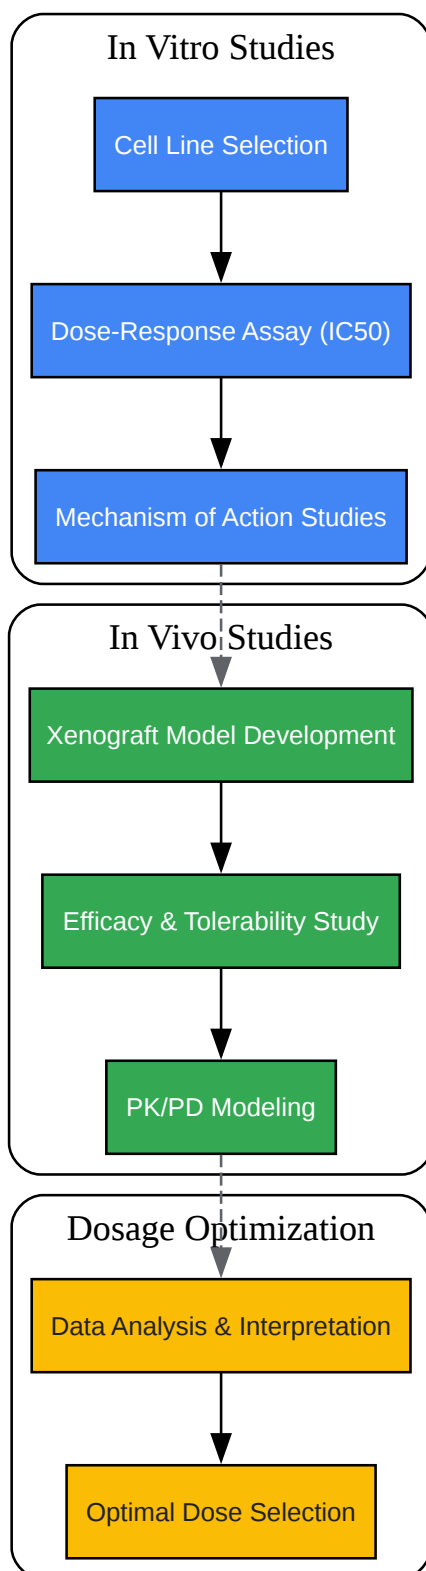 In Vitro Studies
Cell Line Selection
Dose-Response Assay (IC50)
Mechanism of Action Studies
In Vivo Studies
Xenograft Model Development
Efficacy & Tolerability Study
PK/PD Modeling
Dosage Optimization
Data Analysis & Interpretation
Optimal Dose Selection